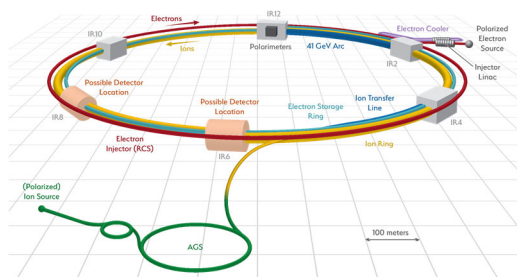 Electrons
IR12
Electron Cooler
Polarized
Electron
Source
IR10
Ions
Polarimeters
41 GeV Arc
IR2
Injector
Linac
Possible Detector
Location
Possible Detector
Location
Electron Storage
Ring
Ion Transfer
Line
IR8
IR4
Electron
Injector (RCS)
IR6
Ion Ring
(Polarized)
Ion Source
AGS
100 meters